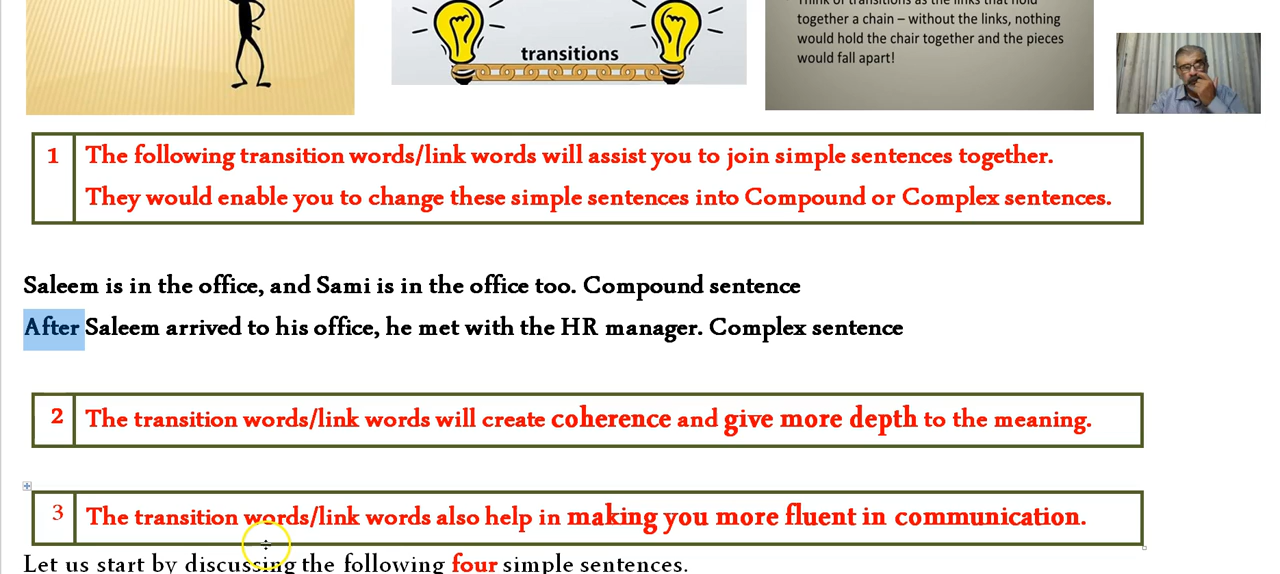 Think of transitions as the links that hold
together a chain – without the links, nothing
would hold the chair together and the pieces
would fall apart!
transitions
1 The following transition words/link words will assist you to join simple sentences together.
They would enable you to change these simple sentences into Compound or Complex sentences.
Saleem is in the office, and Sami is in the office too. Compound sentence
After Saleem arrived to his office, he met with the HR manager. Complex sentence
2 The transition words/link words will create coherence and give more depth to the meaning.
3 The transition words/link words also help in making you more fluent in communication.
Let us start by discussing the following four simple sentences.